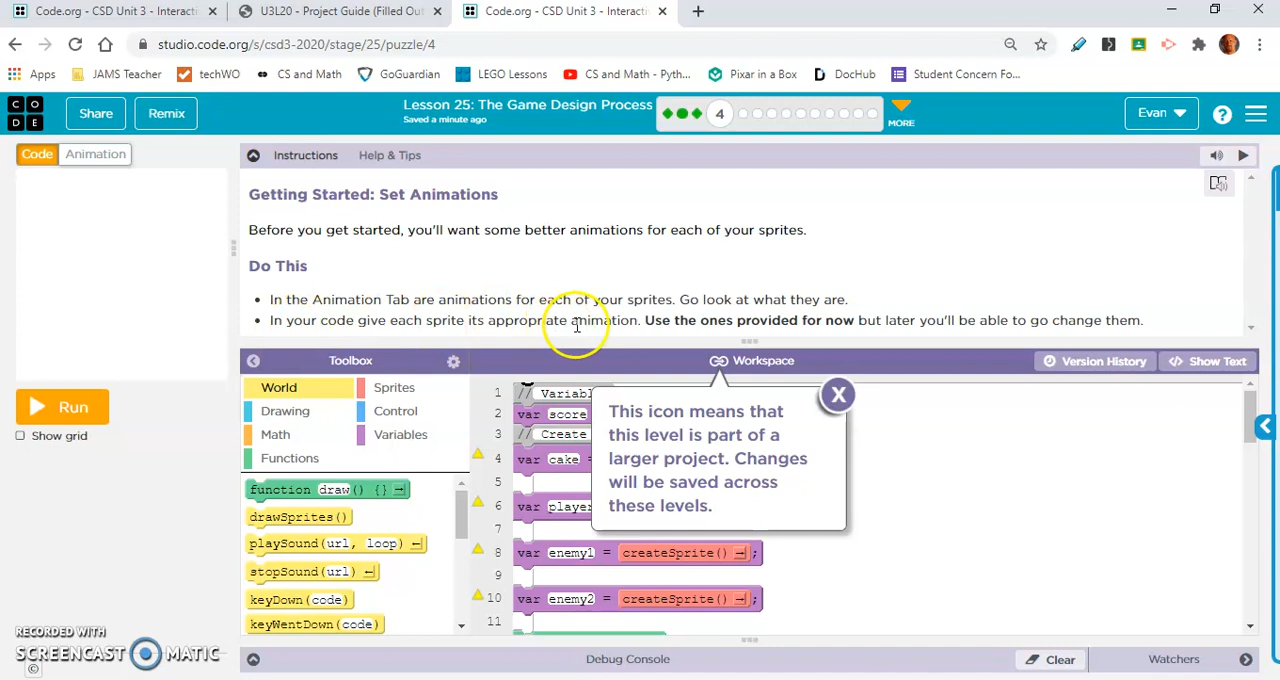 Code.org - CSD Unit 3 - Interacti
U3L20 - Project Guide (Filled Out
Code.org - CSD Unit 3 - Interacti
studio.code.org/s/csd3-2020/stage/25/puzzle/4
Apps
JAMS Teacher
techWO
CS and Math
GoGuardian
LEGO Lessons
CS and Math - Pyth...
Pixar in a Box
DocHub
Student Concern Fo...
C O
D E
Share
Remix
Lesson 25: The Game Design Process
Saved a minute ago
4
MORE
Evan
?
Code
Animation
Instructions
Help & Tips
Getting Started: Set Animations
Before you get started, you'll want some better animations for each of your sprites.
Do This
• In the Animation Tab are animations for each of your sprites. Go look at what they are.
• In your code give each sprite its appropriate animation. Use the ones provided for now but later you'll be able to go change them.
Toolbox
Workspace
Version History
</> Show Text
Run
Show grid
World
Sprites
Drawing
Control
Math
Variables
Functions
function draw() {}
drawSprites()
playSound(url, loop)
stopSound(url)
keyDown(code)
keyWentDown(code)
1 // Variabl
2 var score
3 // Create
4 var cake =
5
6 var player
7
8 var enemy1 = createSprite() ;
9
10 var enemy2 = createSprite() ;
11
X
This icon means that
this level is part of a
larger project. Changes
will be saved across
these levels.
RECORDED WITH
SCREENCAST MATIC
©
Debug Console
Clear
Watchers